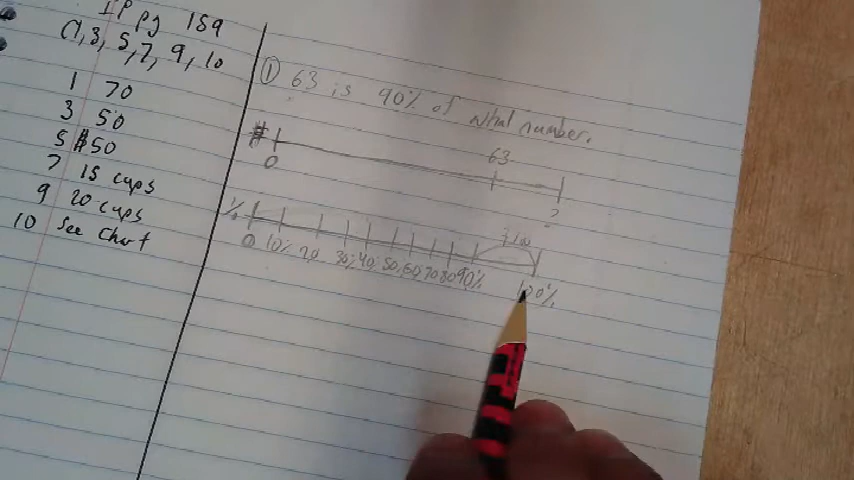 IP pg 159
(1, 3, 5, 7, 9, 10
1 70
3 50
5 $50
7 15 cups
9 20 cups
10 See Chart
① 63 is 90% of what number.
#
63
0
?
%
0 10% 20 30% 40% 50% 60% 70 80 90% 100%